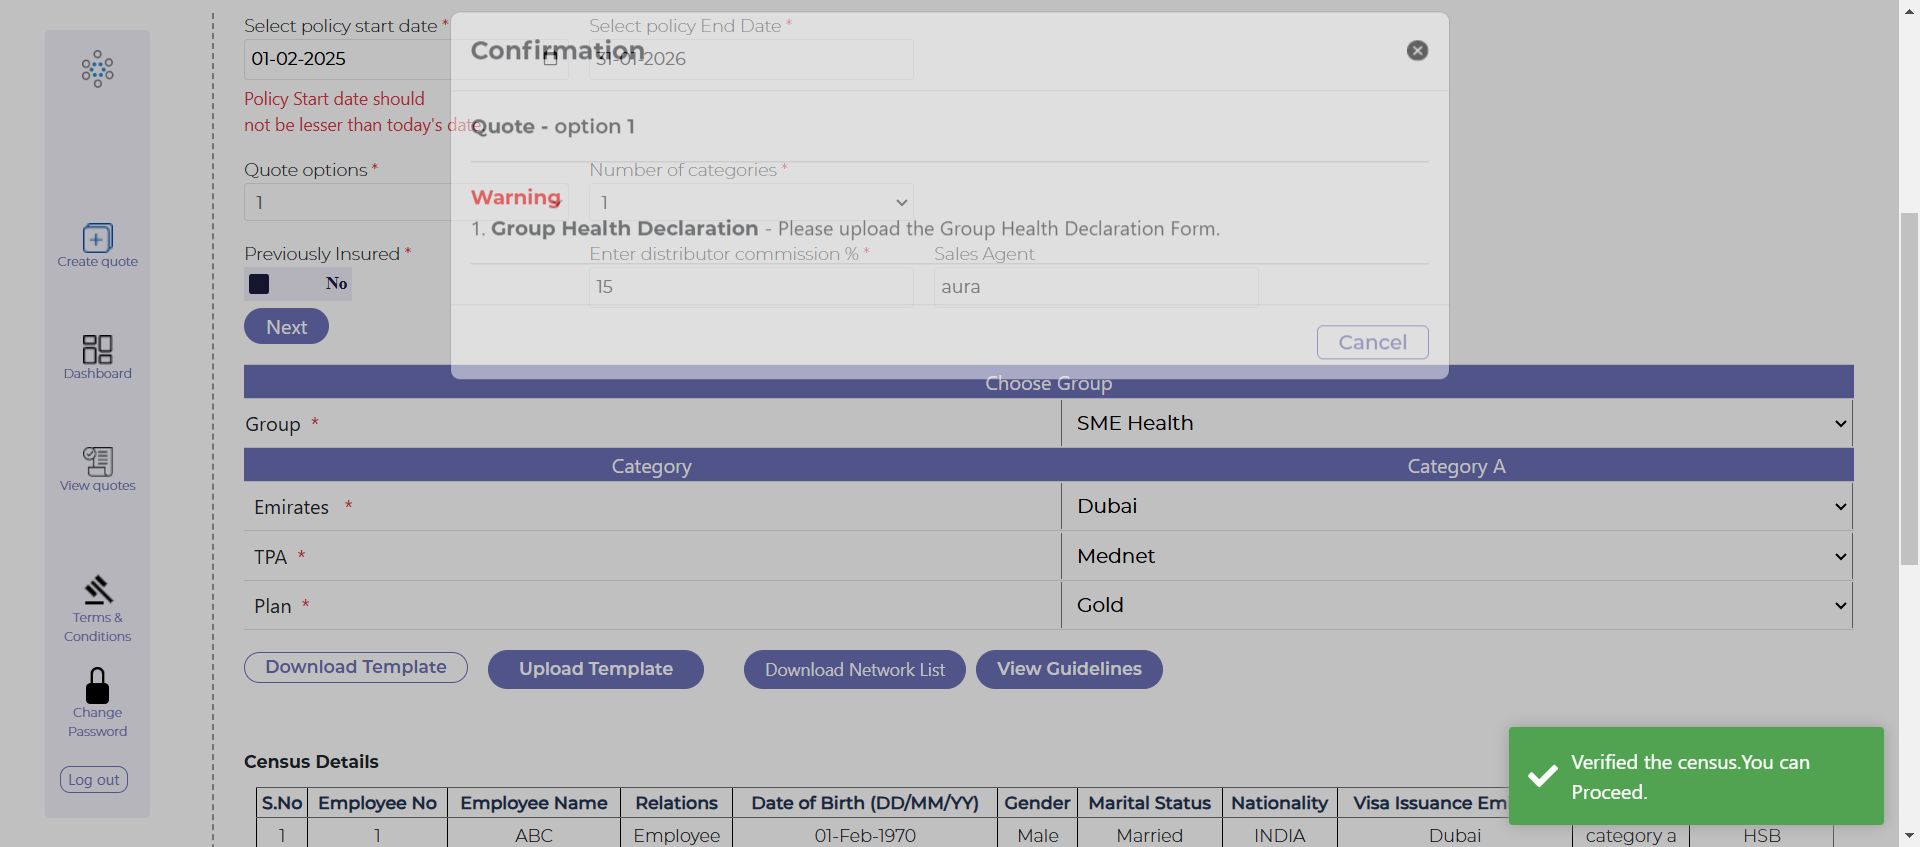 Create quote
Dashboard
View quotes
Terms &
Conditions
Change
Password
Log out
Select policy start date *
01-02-2025
Policy Start date should
not be lesser than today's date
Select policy End Date *
31-01-2026
Quote options *
1
Number of categories *
1
Previously Insured *
No
Enter distributor commission % *
15
Sales Agent
aura
Next
Confirmation
Quote - option 1
Warning
1. Group Health Declaration - Please upload the Group Health Declaration Form.
Cancel
Choose Group
Group *
SME Health
Category
Category A
Emirates *
Dubai
TPA *
Mednet
Plan *
Gold
Download Template
Upload Template
Download Network List
View Guidelines
Census Details
S.No Employee No Employee Name Relations Date of Birth (DD/MM/YY) Gender Marital Status Nationality Visa Issuance
1 1 ABC Employee 01-Feb-1970 Male Married INDIA Dubai category a HSB
Verified the census.You can
Proceed.